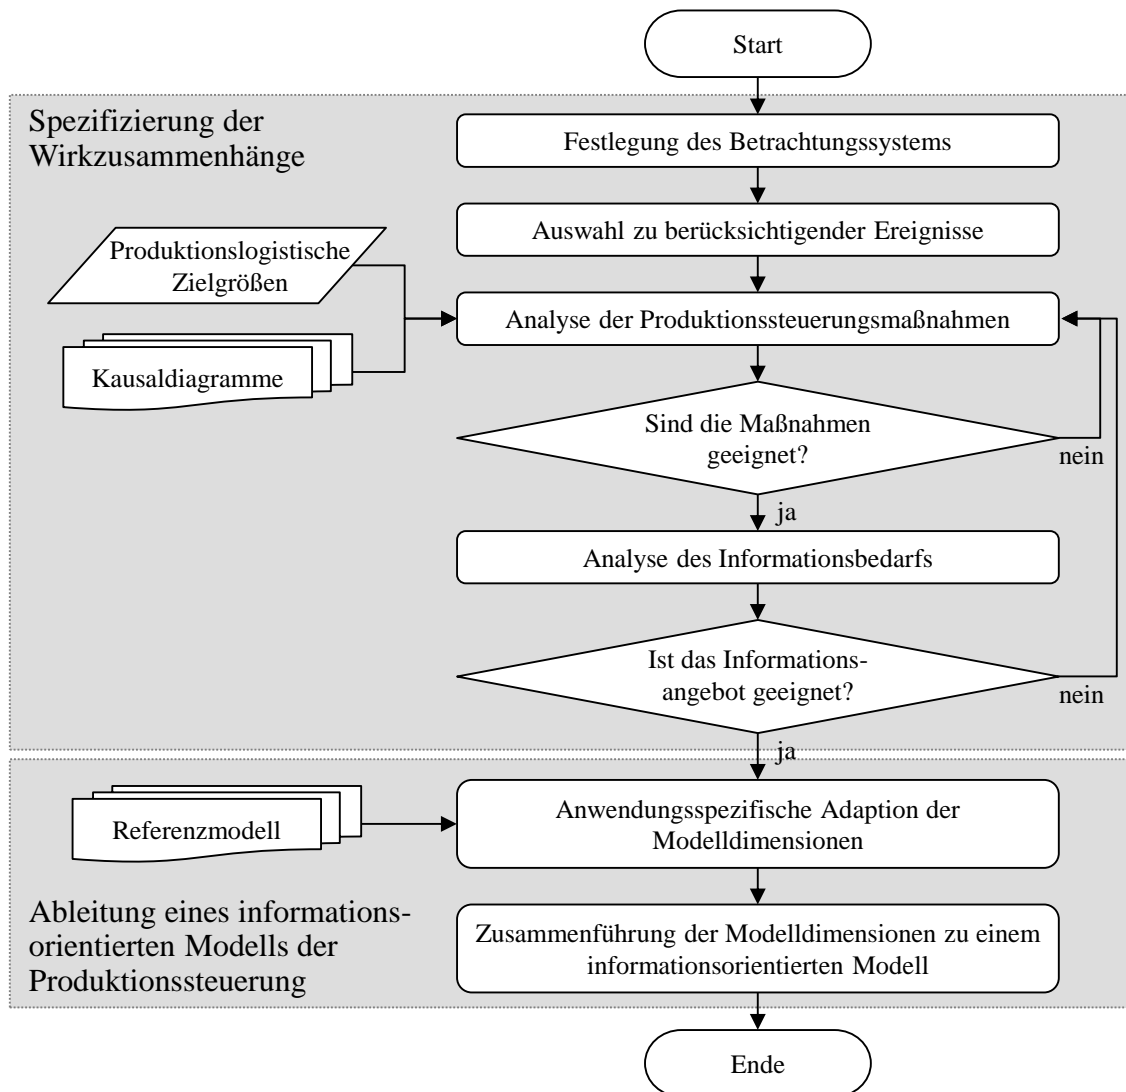 Start
Spezifizierung der
Wirkzusammenhänge
Festlegung des Betrachtungssystems
Auswahl zu berücksichtigender Ereignisse
Produktionslogistische
Zielgrößen
Analyse der Produktionssteuerungsmaßnahmen
Kausaldiagramme
Sind die Maßnahmen
geeignet?
nein
ja
Analyse des Informationsbedarfs
Ist das Informations-
angebot geeignet?
nein
ja
Anwendungsspezifische Adaption der
Modelldimensionen
Referenzmodell
Ableitung eines informations-
orientierten Modells der
Produktionssteuerung
Zusammenführung der Modelldimensionen zu einem
informationsorientierten Modell
Ende